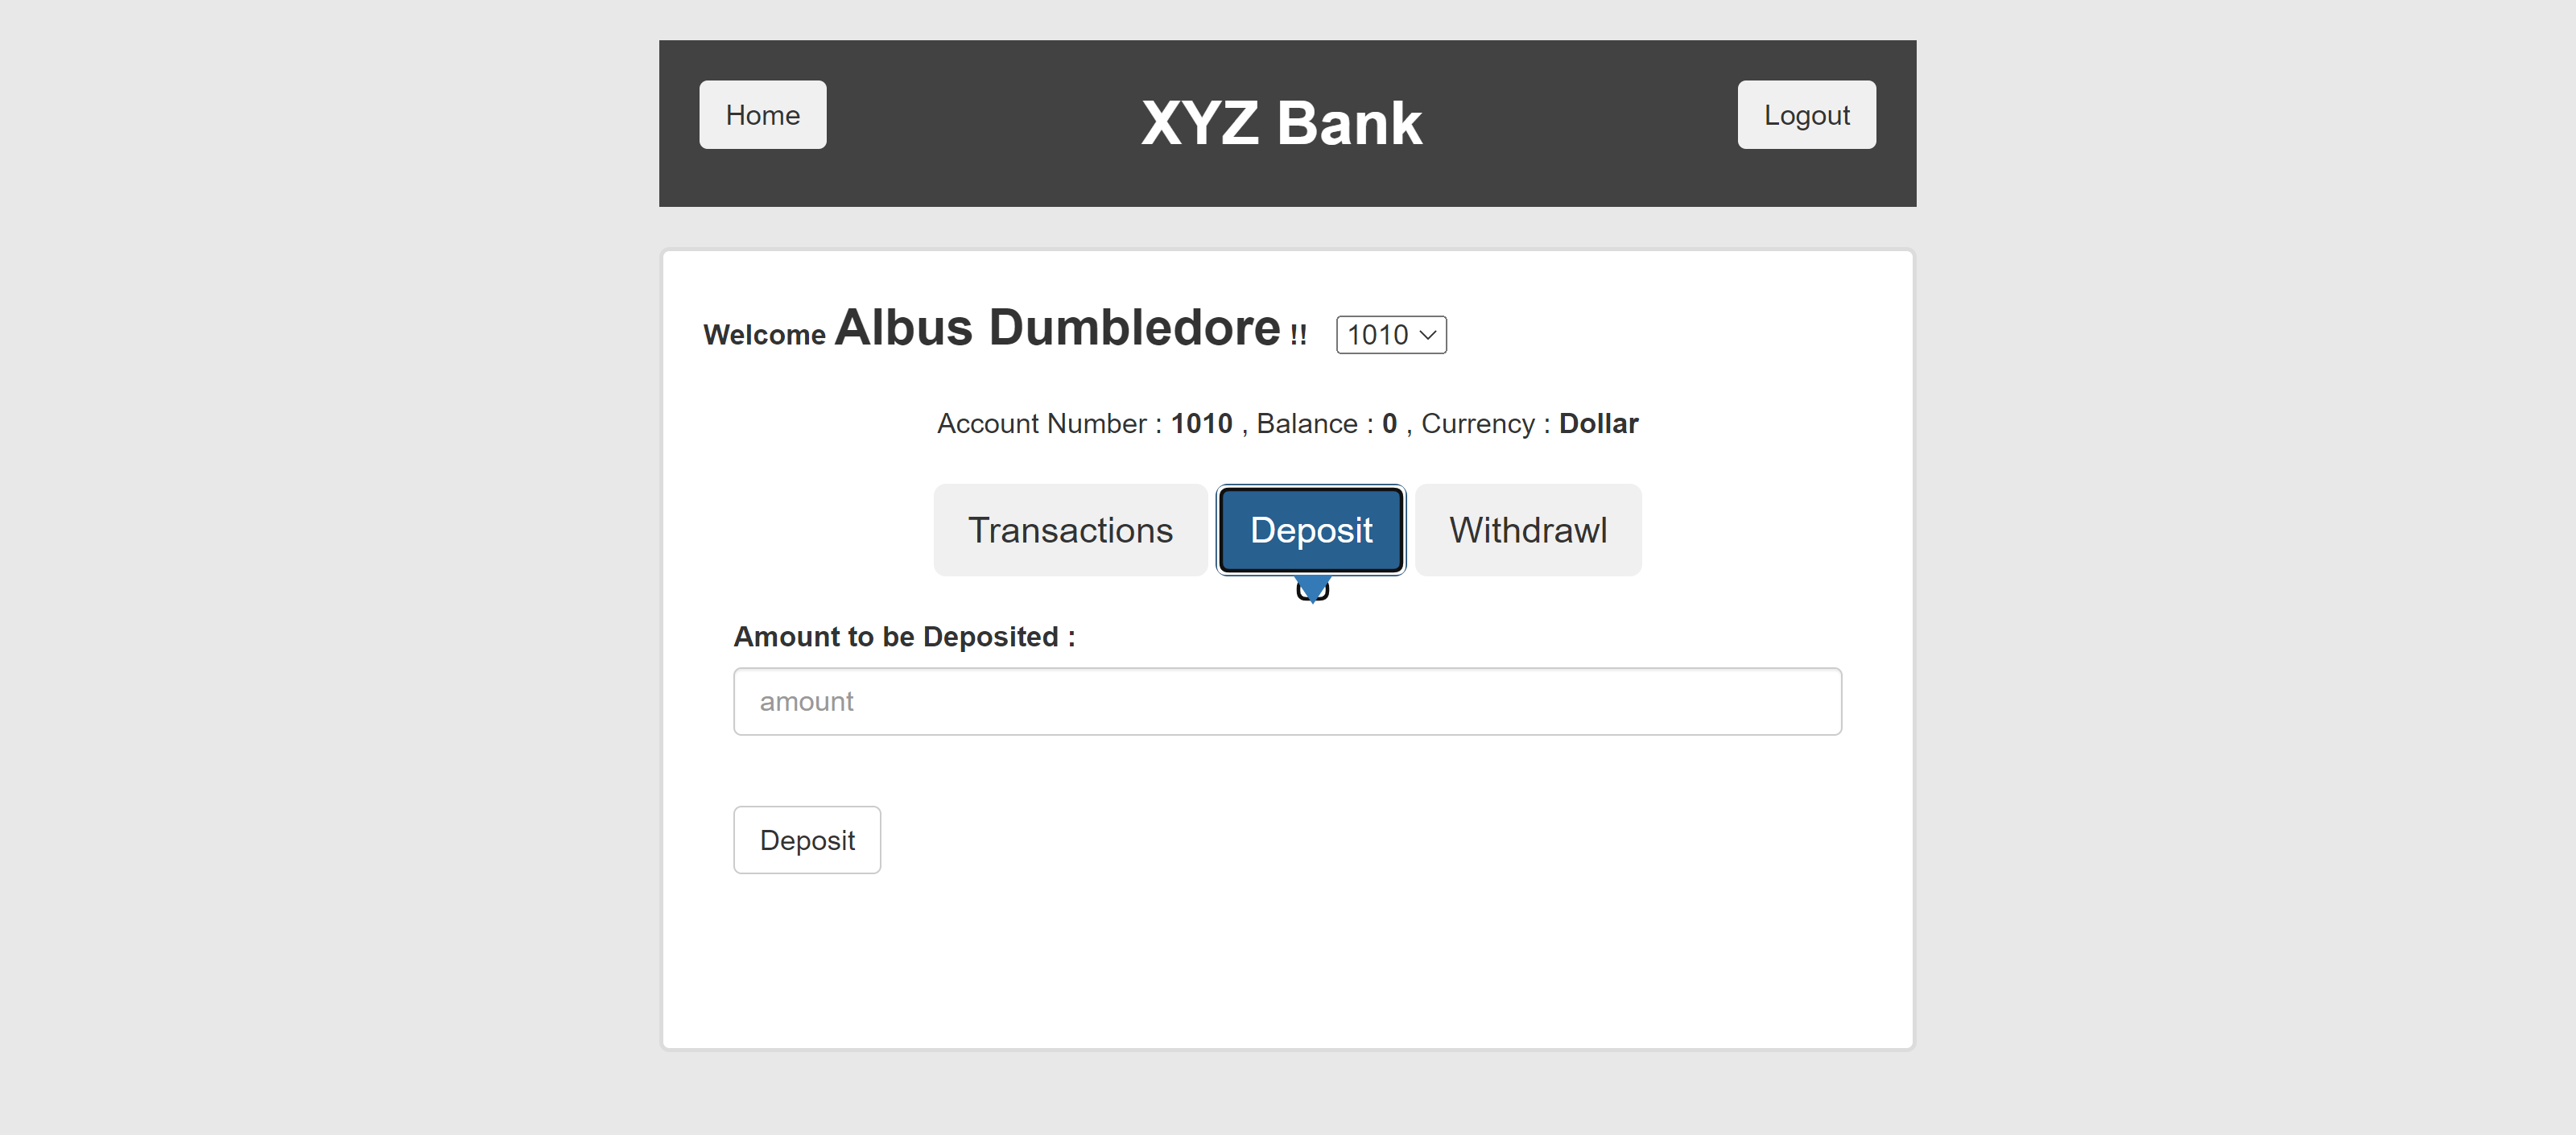 Home XYZ Bank Logout
Welcome Albus Dumbledore !! 1010
Account Number : 1010 , Balance : 0 , Currency : Dollar
Transactions Deposit Withdrawl
Amount to be Deposited :
amount
Deposit